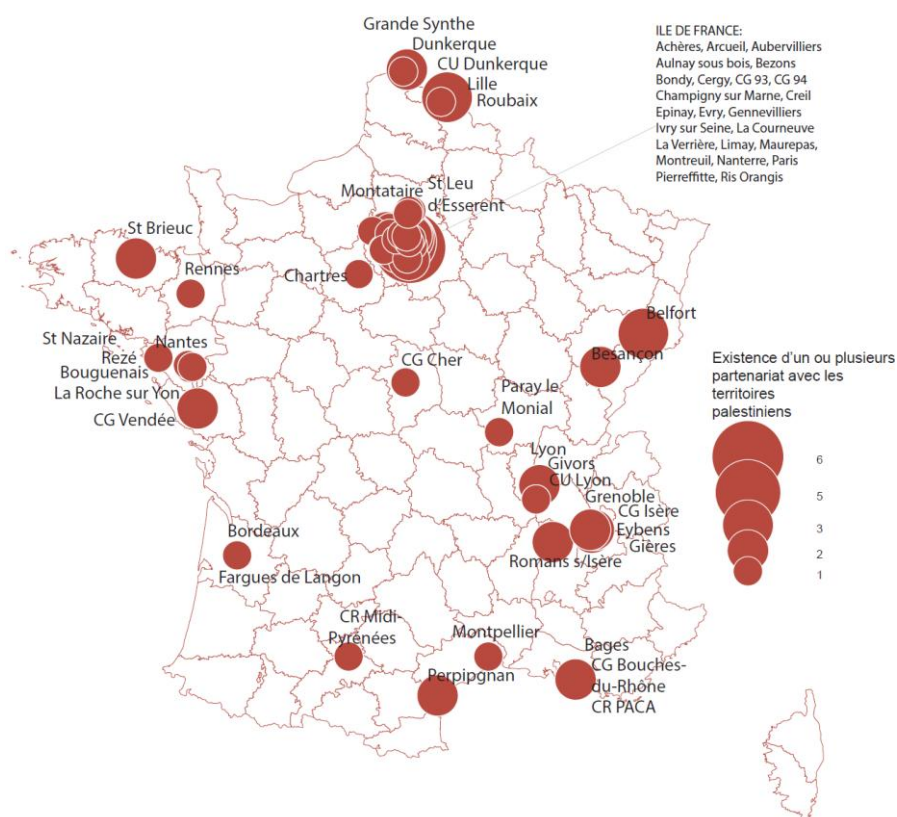 Grande Synthe
Dunkerque
CU Dunkerque
Lille
Roubaix
ILE DE FRANCE:
Achères, Arcueil, Aubervilliers
Aulnay sous bois, Bezons
Bondy, Cergy, CG 93, CG 94
Champigny sur Marne, Creil
Epinay, Evry, Gennevilliers
Ivry sur Seine, La Courneuve
La Verrière, Limay, Maurepas,
Montreuil, Nanterre, Paris
Pierreffitte, Ris Orangis
Montataire
St Leu
d'Esserent
St Brieuc
Rennes
Chartres
St Nazaire
Nantes
Rezé
Bouguenais
La Roche sur Yon
CG Vendée
CG Cher
Belfort
Besançon
Paray le
Monial
Lyon
Givors
CU Lyon
Grenoble
CG Isère
Eybens
Gières
Romans s/Isère
Bordeaux
Fargues de Langon
CR Midi-
Pyrénées
Montpellier
Perpipgnan
Bages
CG Bouches-
du-Rhône
CR PACA
Existence d'un ou plusieurs
partenariat avec les
territoires
palestiniens
6
5
3
2
1